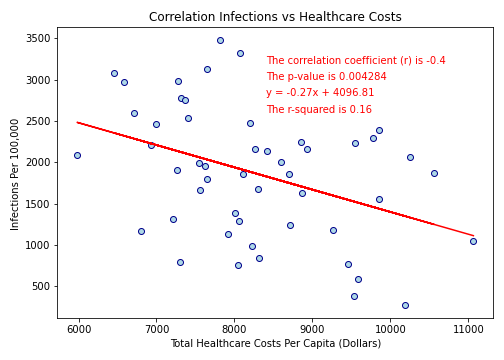 Correlation Infections vs Healthcare Costs
The correlation coefficient (r) is -0.4
The p-value is 0.004284
y = -0.27x + 4096.81
The r-squared is 0.16
Infections Per 100,000
3500
3000
2500
2000
1500
1000
500
6000 7000 8000 9000 10000 11000
Total Healthcare Costs Per Capita (Dollars)